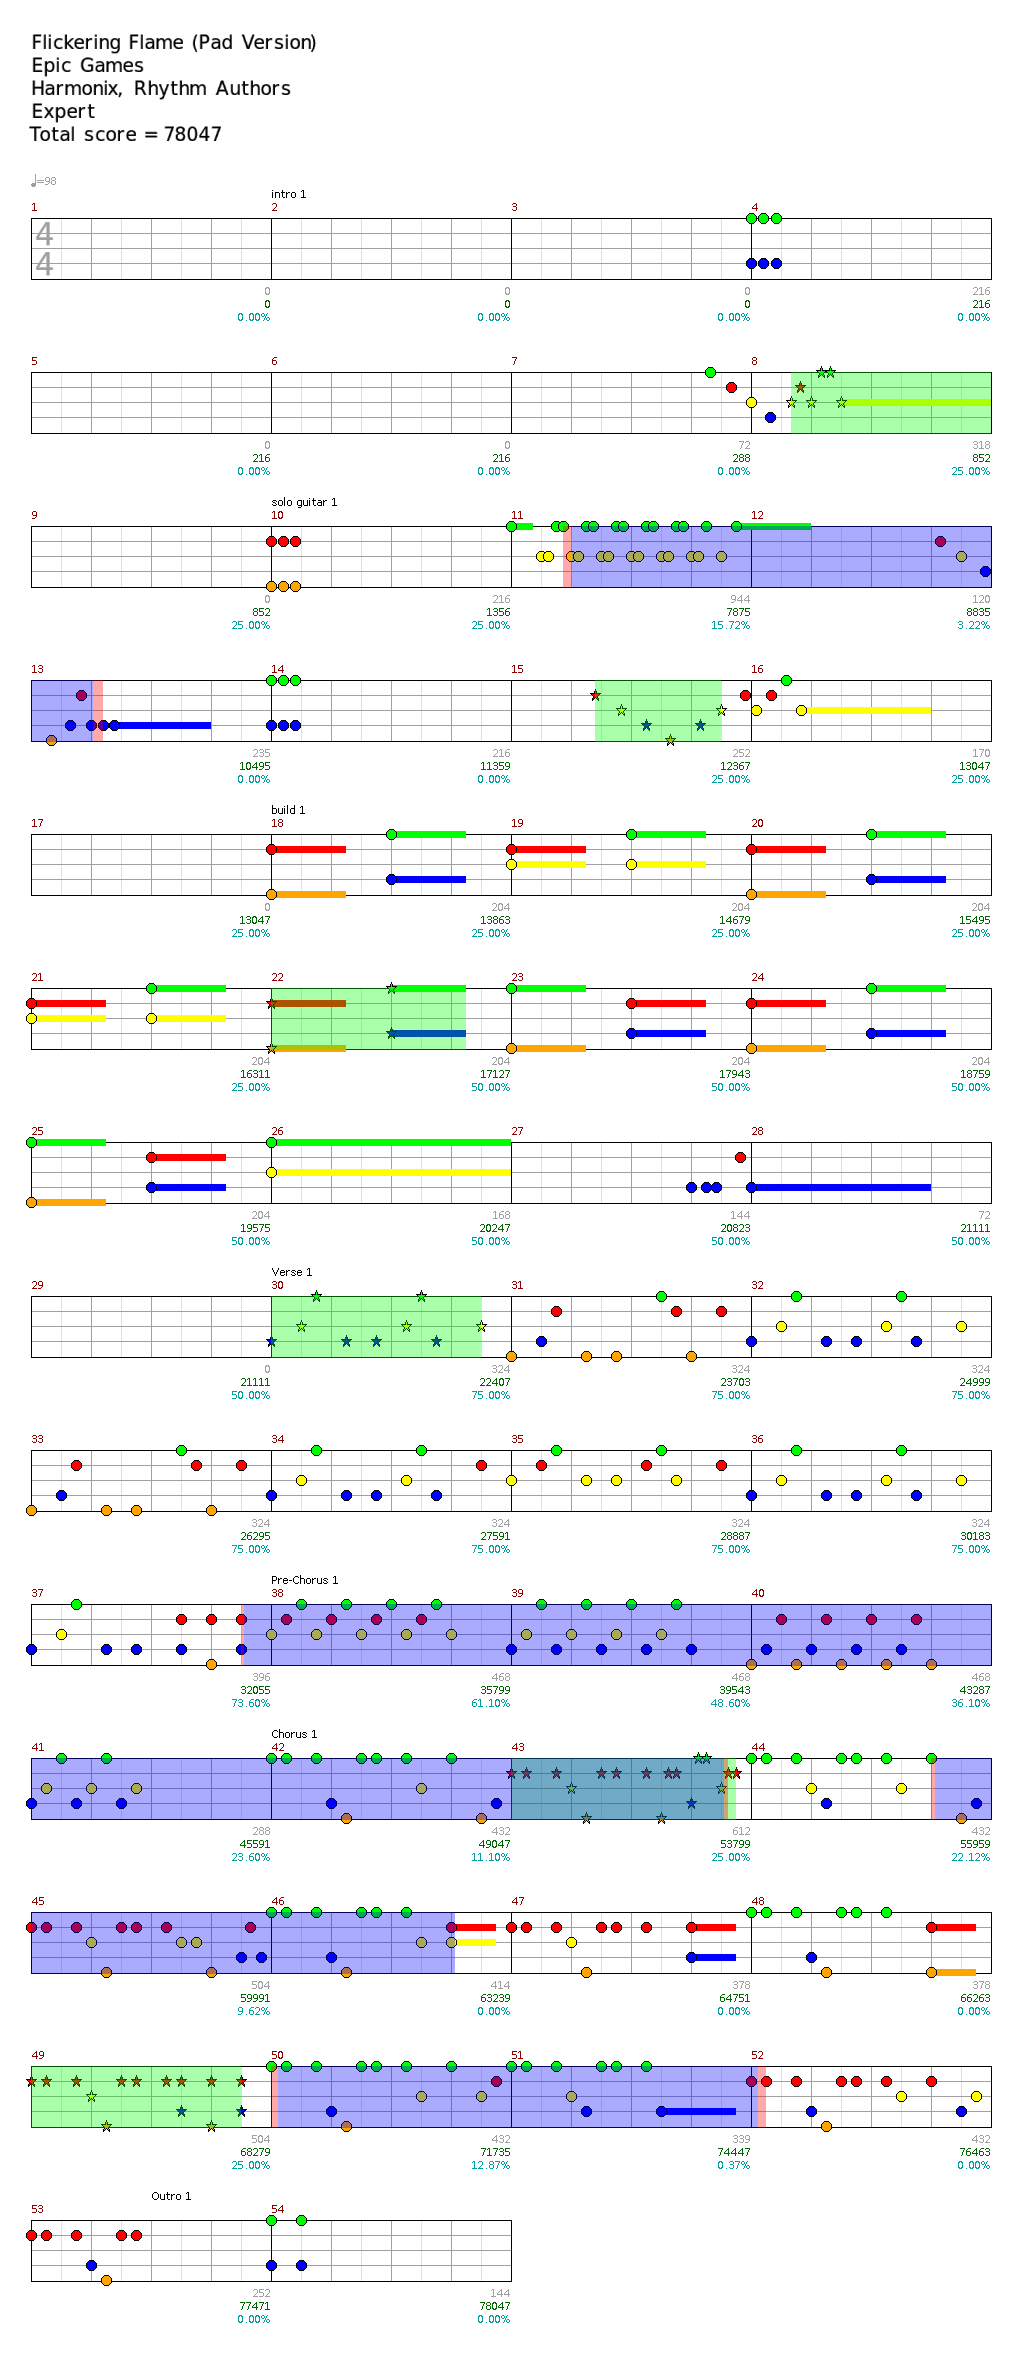 Flickering Flame (Pad Version)
Epic Games
Harmonix, Rhythm Authors
Expert
Total score = 78047
♩=98
intro 1
1 2 3 4
4
4
0 0 0 216
0 0 0 216
0.00% 0.00% 0.00% 0.00%
5 6 7 8
0 0 72 318
216 216 288 852
0.00% 0.00% 0.00% 25.00%
solo guitar 1
9 10 11 12
0 216 944 120
852 1356 7875 8835
25.00% 25.00% 15.72% 3.22%
13 14 15 16
235 216 252 170
10495 11359 12367 13047
0.00% 0.00% 25.00% 25.00%
build 1
17 18 19 20
0 204 204 204
13047 13863 14679 15495
25.00% 25.00% 25.00% 25.00%
21 22 23 24
204 204 204 204
16311 17127 17943 18759
25.00% 50.00% 50.00% 50.00%
25 26 27 28
204 168 144 72
19575 20247 20823 21111
50.00% 50.00% 50.00% 50.00%
Verse 1
29 30 31 32
0 324 324 324
21111 22407 23703 24999
50.00% 75.00% 75.00% 75.00%
33 34 35 36
324 324 324 324
26295 27591 28887 30183
75.00% 75.00% 75.00% 75.00%
Pre-Chorus 1
37 38 39 40
396 468 468 468
32055 35799 39543 43287
73.60% 61.10% 48.60% 36.10%
Chorus 1
41 42 43 44
288 432 612 432
45591 49047 53799 55959
23.60% 11.10% 25.00% 22.12%
45 46 47 48
504 414 378 378
59991 63239 64751 66263
9.62% 0.00% 0.00% 0.00%
49 50 51 52
504 432 339 432
68279 71735 74447 76463
25.00% 12.87% 0.37% 0.00%
Outro 1
53 54
252 144
77471 78047
0.00% 0.00%